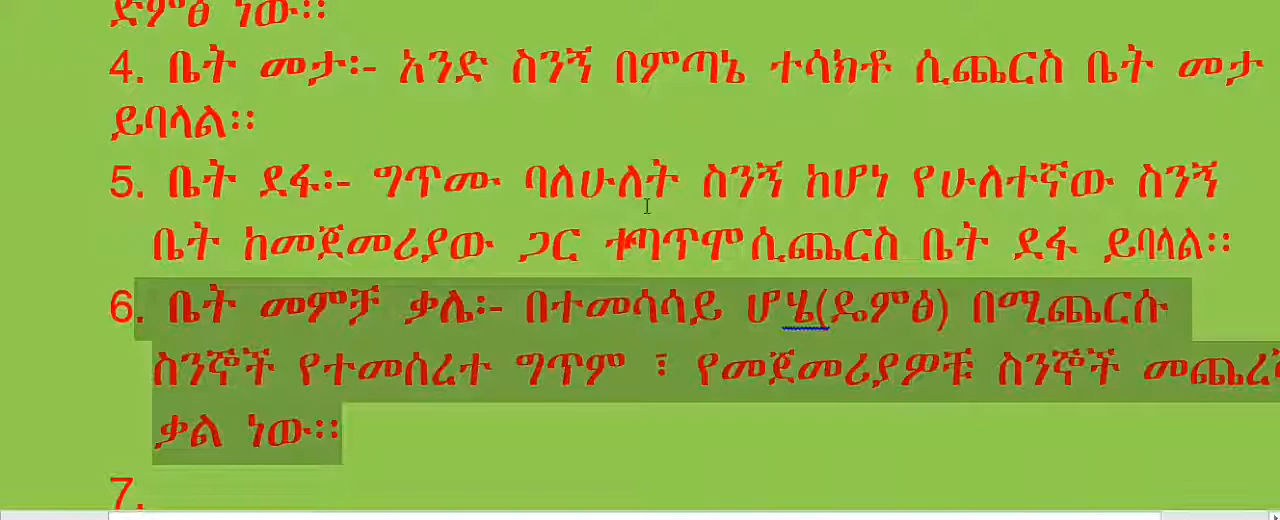 ድምፅ ነው።
4. ቤት መታ፡- አንድ ስንኝ በምጣኔ ተሳክቶ ሲጨርስ ቤት መታ
ይባላል።
5. ቤት ደፋ፡- ግጥሙ ባለሁለት ስንኝ ከሆነ የሁለተኛው ስንኝ
ቤት ከመጀመሪያው ጋር ተጣጥሞ ሲጨርስ ቤት ደፋ ይባላል።
6. ቤት መምቻ ቃሌ፡- በተመሳሳይ ሆሄ(ዴምፅ) በሚጨርሱ
ስንኞች የተመሰረተ ግጥም ፣ የመጀመሪያዎቹ ስንኞች
ቃል ነው።
7.